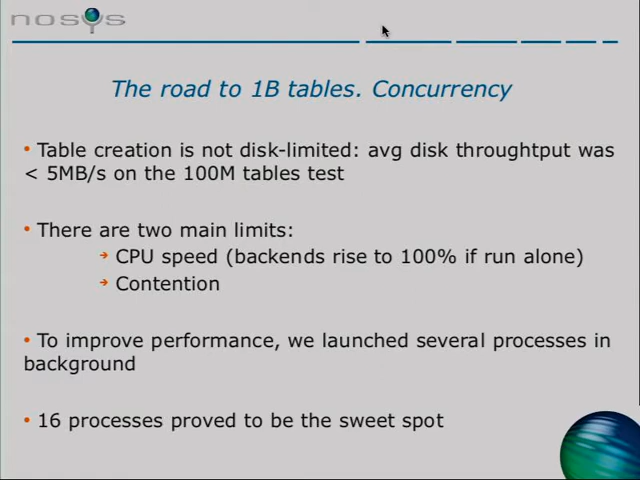 nosys
The road to 1B tables. Concurrency
• Table creation is not disk-limited: avg disk throughtput was
< 5MB/s on the 100M tables test
• There are two main limits:
➔ CPU speed (backends rise to 100% if run alone)
➔ Contention
• To improve performance, we launched several processes in
background
• 16 processes proved to be the sweet spot